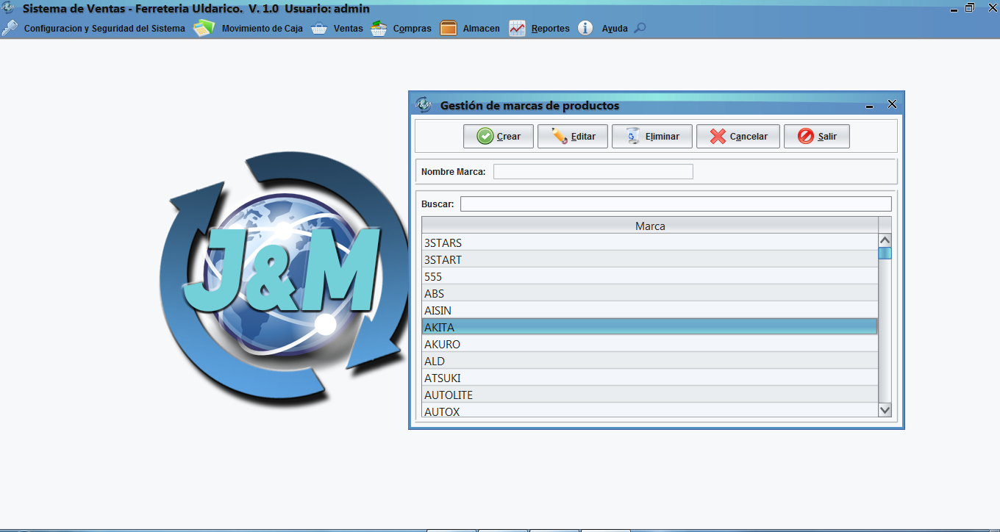 Sistema de Ventas - Ferreteria Uldarico. V. 1.0 Usuario: admin
Configuracion y Seguridad del Sistema Movimiento de Caja Ventas Compras Almacen Reportes Ayuda
Gestión de marcas de productos
Crear Editar Eliminar Cancelar Salir
Nombre Marca:
Buscar:
Marca
3STARS
3START
555
ABS
AISIN
AKITA
AKURO
ALD
ATSUKI
AUTOLITE
AUTOX
J&M